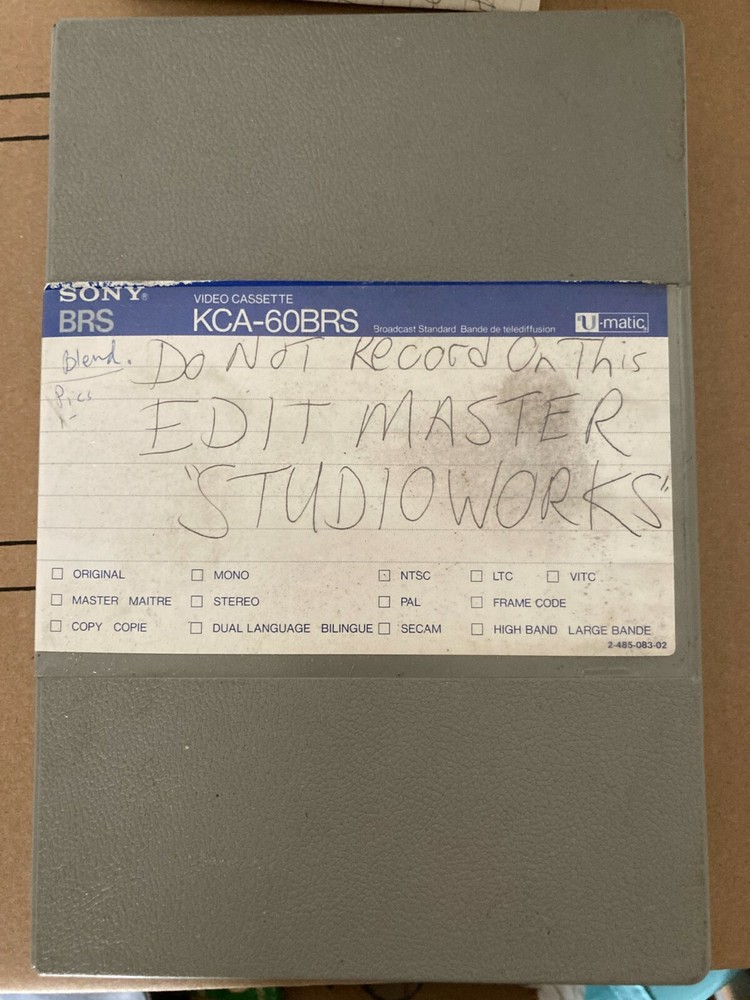 SONY®
BRS
VIDEO CASSETTE
KCA-60BRS
Broadcast Standard Bande de télédiffusion
U-matic
Blend.
Pics
Do Not Record On This
EDIT MASTER
"STUDIOWORKS"
ORIGINAL MONO NTSC LTC VITC
MASTER MAITRE STEREO PAL FRAME CODE
COPY COPIE DUAL LANGUAGE BILINGUE SECAM HIGH BAND LARGE BANDE
2-485-083-02